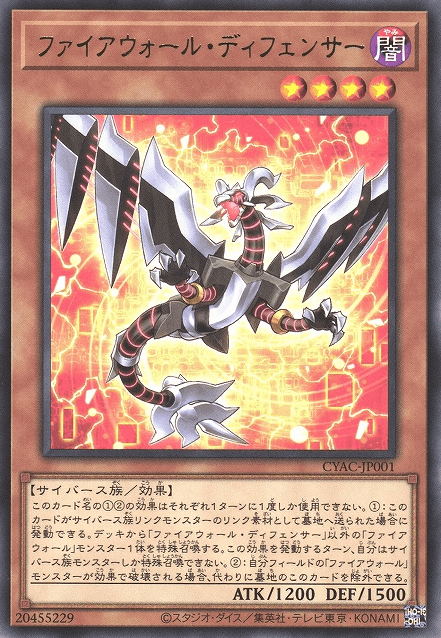 ファイアウォール・ディフェンサー
闇
CYAC-JP001
【サイバース族/効果】
このカード名の①②の効果はそれぞれ1ターンに1度しか使用できない。①:こ
のカードがサイバース族リンクモンスターのリンク素材として墓地へ送られた場合に
発動できる。デッキから「ファイアウォール・ディフェンサー」以外の「ファイア
ウォール」モンスター1体を特殊召喚する。この効果を発動するターン、自分はサイ
バース族モンスターしか特殊召喚できない。②:自分フィールドの「ファイアウォール」
モンスターが効果で破壊される場合、代わりに墓地のこのカードを除外できる。
ATK/1200 DEF/1500
20455229
©スタジオ・ダイス/集英社・テレビ東京・KONAMI